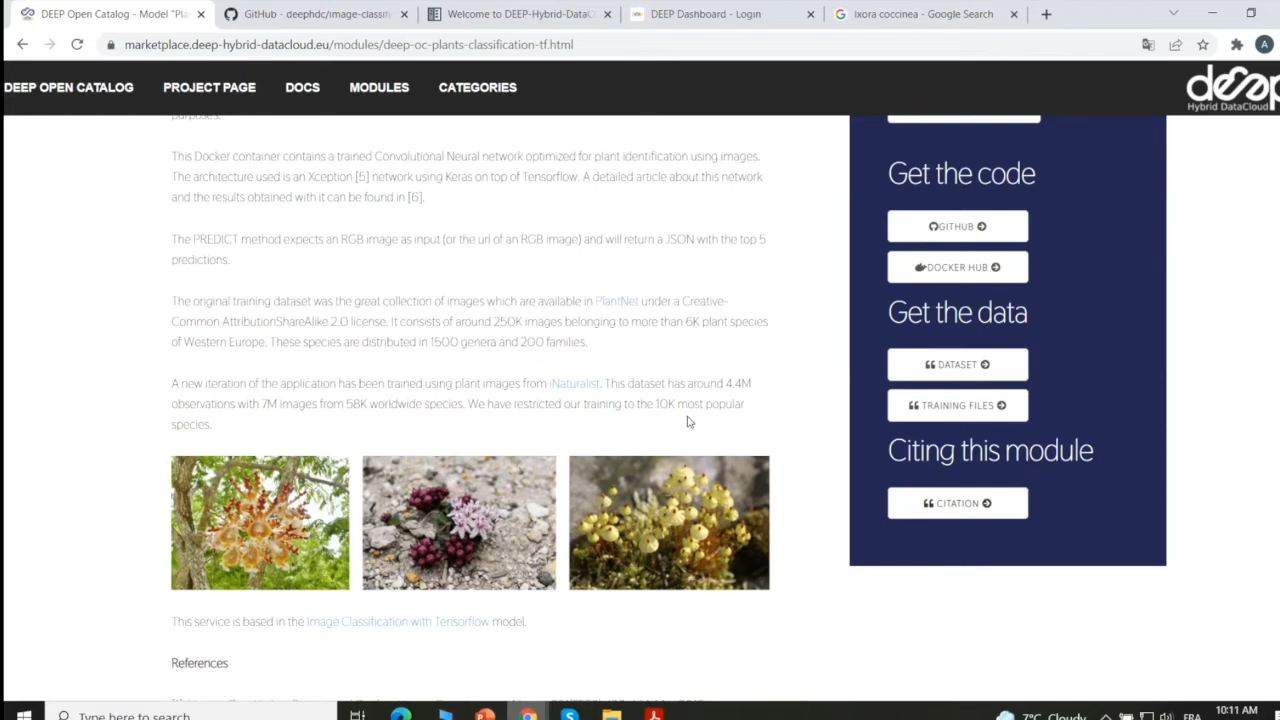 DEEP Open Catalog - Model "Pla
GitHub - deephdc/image-classifi
Welcome to DEEP-Hybrid-DataC
DEEP Dashboard - Login
Ixora coccinea - Google Search
marketplace.deep-hybrid-datacloud.eu/modules/deep-oc-plants-classification-tf.html
A
DEEP OPEN CATALOG
PROJECT PAGE
DOCS
MODULES
CATEGORIES
deep
Hybrid DataCloud
purposes.
This Docker container contains a trained Convolutional Neural network optimized for plant identification using images.
The architecture used is an Xception [5] network using Keras on top of Tensorflow. A detailed article about this network
and the results obtained with it can be found in [6].
The PREDICT method expects an RGB image as input (or the url of an RGB image) and will return a JSON with the top 5
predictions.
The original training dataset was the great collection of images which are available in PlantNet under a Creative-
Common AttributionShareAlike 2.0 license. It consists of around 250K images belonging to more than 6K plant species
of Western Europe. These species are distributed in 1500 genera and 200 families.
A new iteration of the application has been trained using plant images from iNaturalist. This dataset has around 4.4M
observations with 7M images from 58K worldwide species. We have restricted our training to the 10K most popular
species.
This service is based in the Image Classification with Tensorflow model.
References
Get the code
GITHUB
DOCKER HUB
Get the data
DATASET
TRAINING FILES
Citing this module
CITATION
Type here to search
7°C Cloudy
FRA
10:11 AM